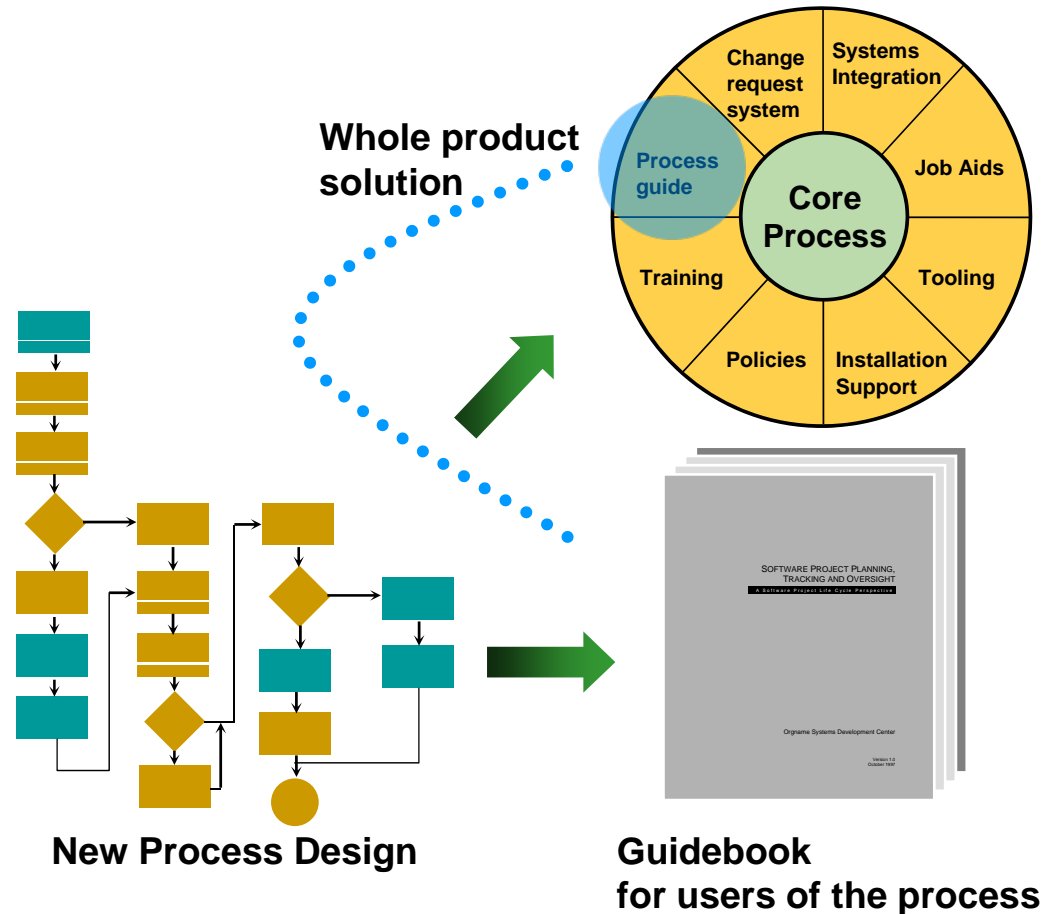 Whole product
solution
Change
request
system
Systems
Integration
Process
guide
Job Aids
Core
Process
Training
Tooling
Policies
Installation
Support
SOFTWARE PROJECT PLANNING,
TRACKING AND OVERSIGHT
A Software Project Life Cycle Perspective
Orgname Systems Development Center
Version 1.0
October 1997
New Process Design
Guidebook
for users of the process